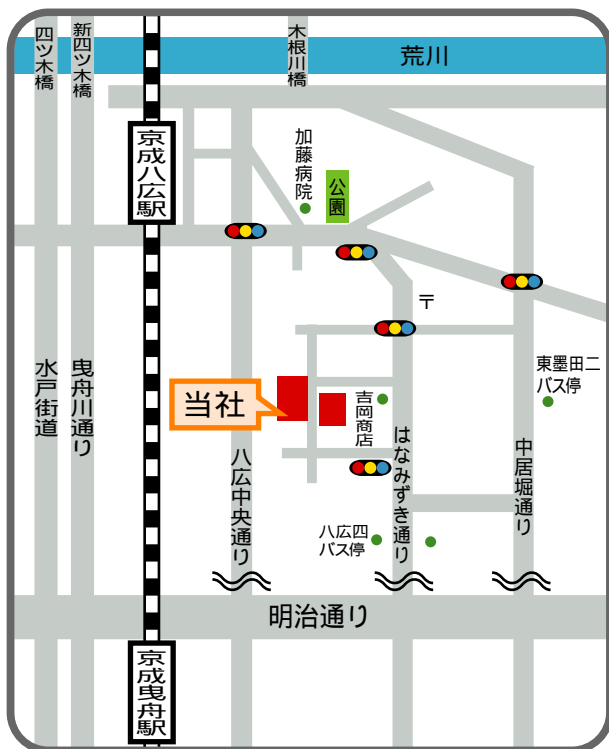 四ツ木橋
新四ツ木橋
木根川橋
荒川
京成八広駅
加藤病院
公園
〒
東墨田二
バス停
水戸街道
曳舟川通り
当社
吉岡商店
はなみずき通り
中居堀通り
八広中央通り
八広四
バス停
明治通り
京成曳舟駅